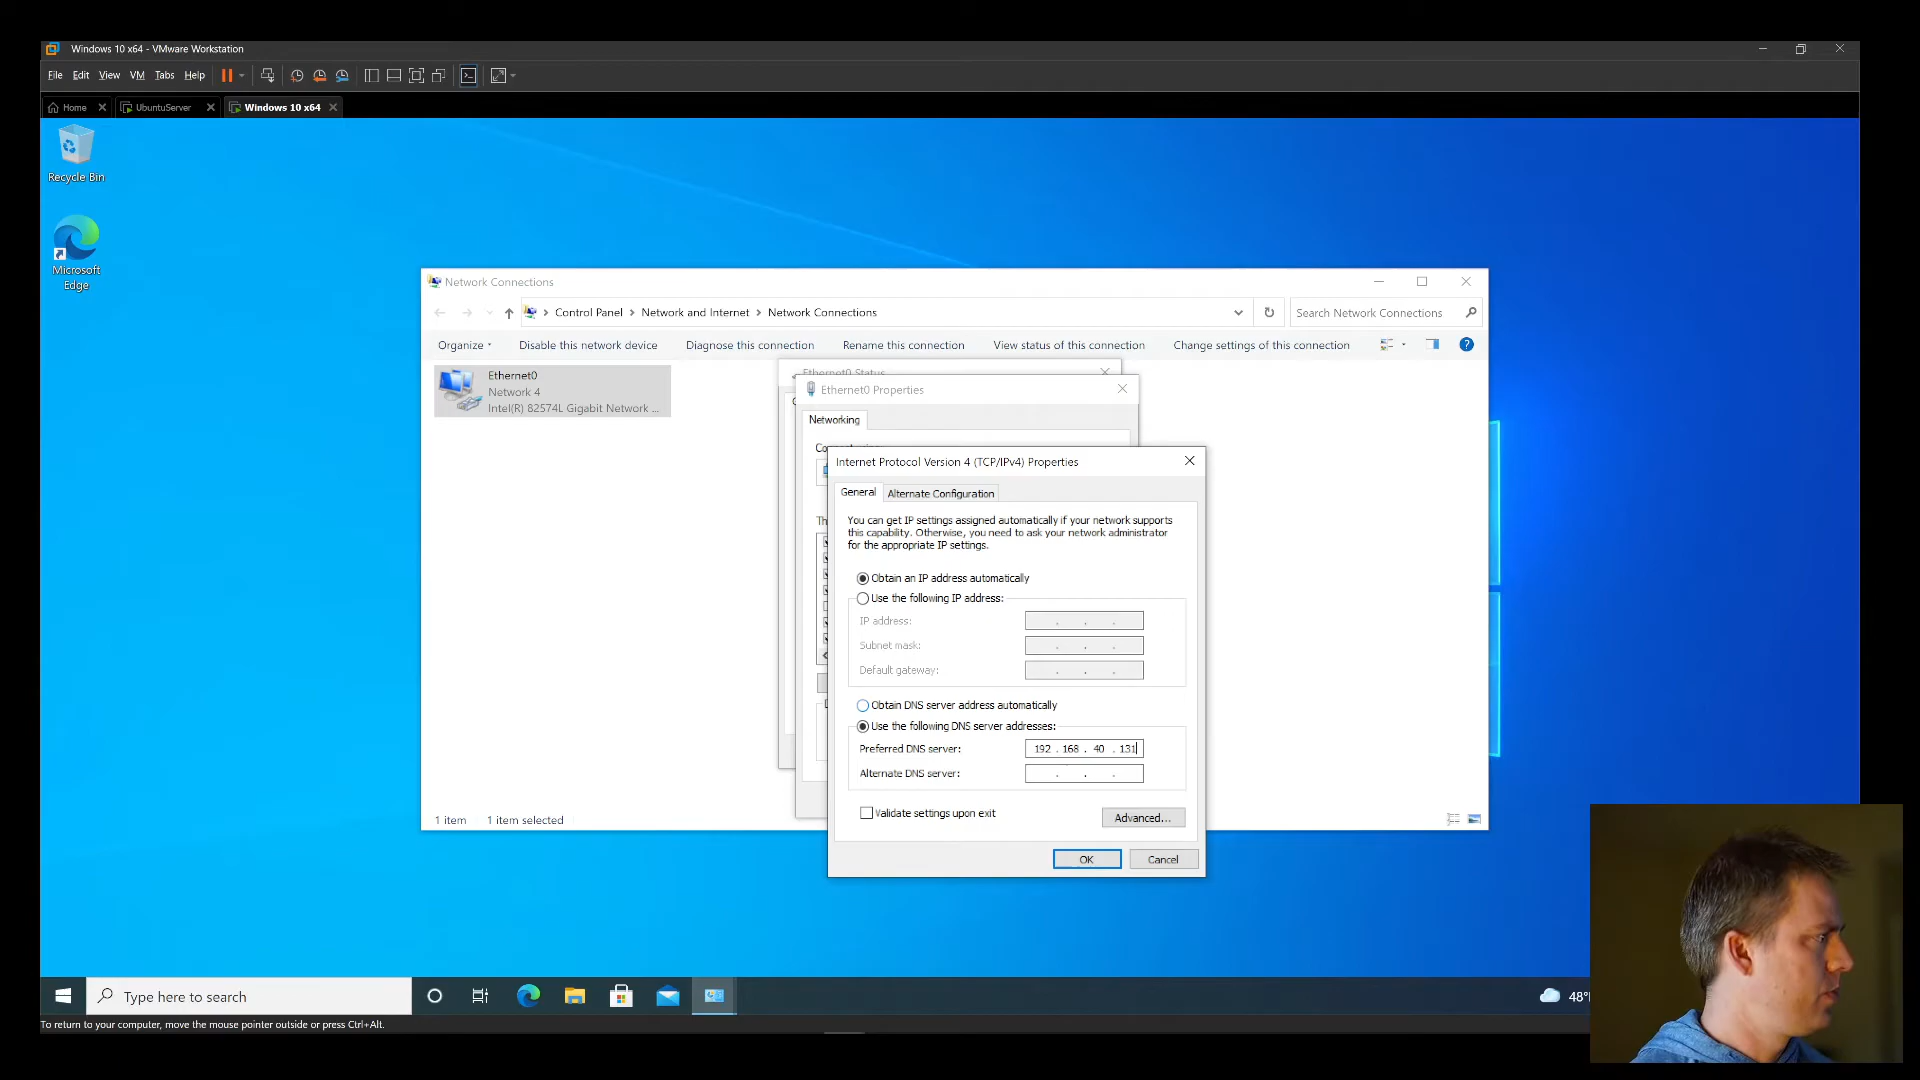 Windows 10 x64 - VMware Workstation
File Edit View VM Tabs Help
Home UbuntuServer Windows 10 x64
Recycle Bin
Microsoft
Edge
Network Connections
Control Panel Network and Internet Network Connections
Search Network Connections
Organize Disable this network device Diagnose this connection Rename this connection View status of this connection Change settings of this connection
Ethernet0
Network 4
Intel(R) 82574L Gigabit Network ...
Ethernet0 Status
Ethernet0 Properties
Networking
Internet Protocol Version 4 (TCP/IPv4) Properties
General Alternate Configuration
You can get IP settings assigned automatically if your network supports
this capability. Otherwise, you need to ask your network administrator
for the appropriate IP settings.
Obtain an IP address automatically
Use the following IP address:
IP address: . . .
Subnet mask: . . .
Default gateway: . . .
Obtain DNS server address automatically
Use the following DNS server addresses:
Preferred DNS server: 192 . 168 . 40 . 131
Alternate DNS server: . . .
Validate settings upon exit
Advanced...
OK Cancel
1 item 1 item selected
Type here to search
48°
To return to your computer, move the mouse pointer outside or press Ctrl+Alt.